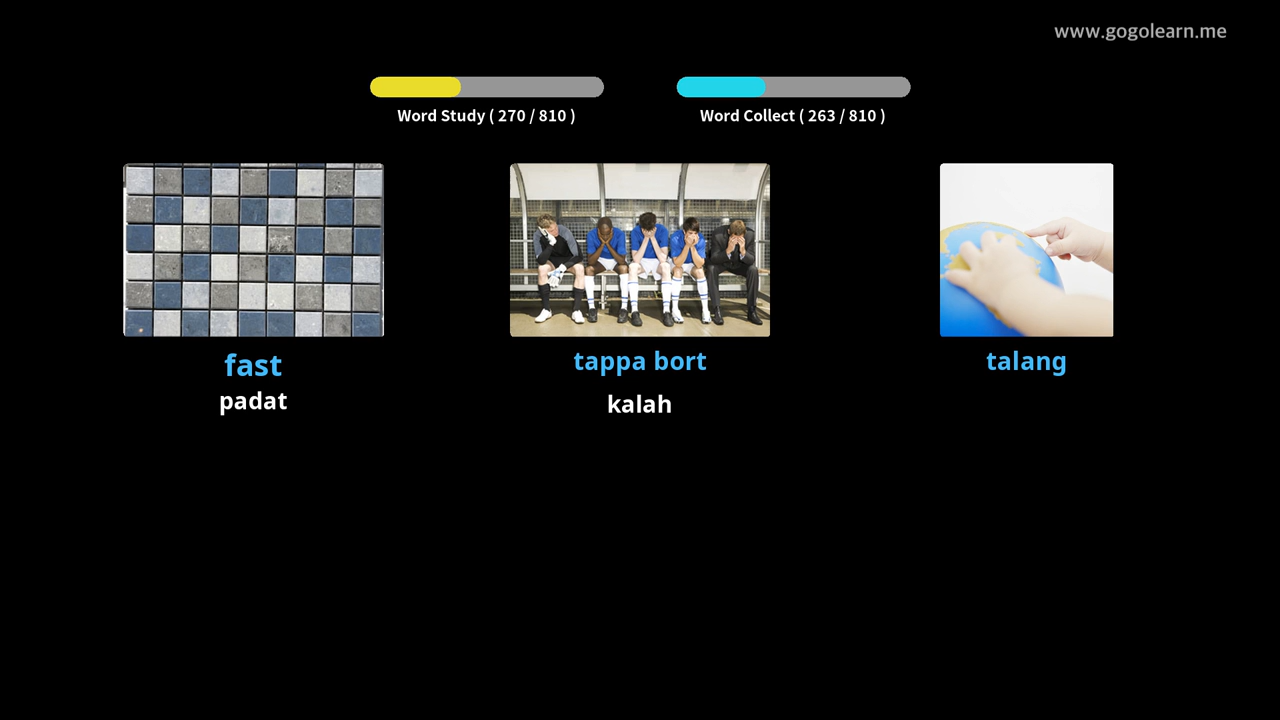 www.gogolearn.me
Word Study ( 270 / 810 )
Word Collect ( 263 / 810 )
fast
padat
tappa bort
kalah
talang